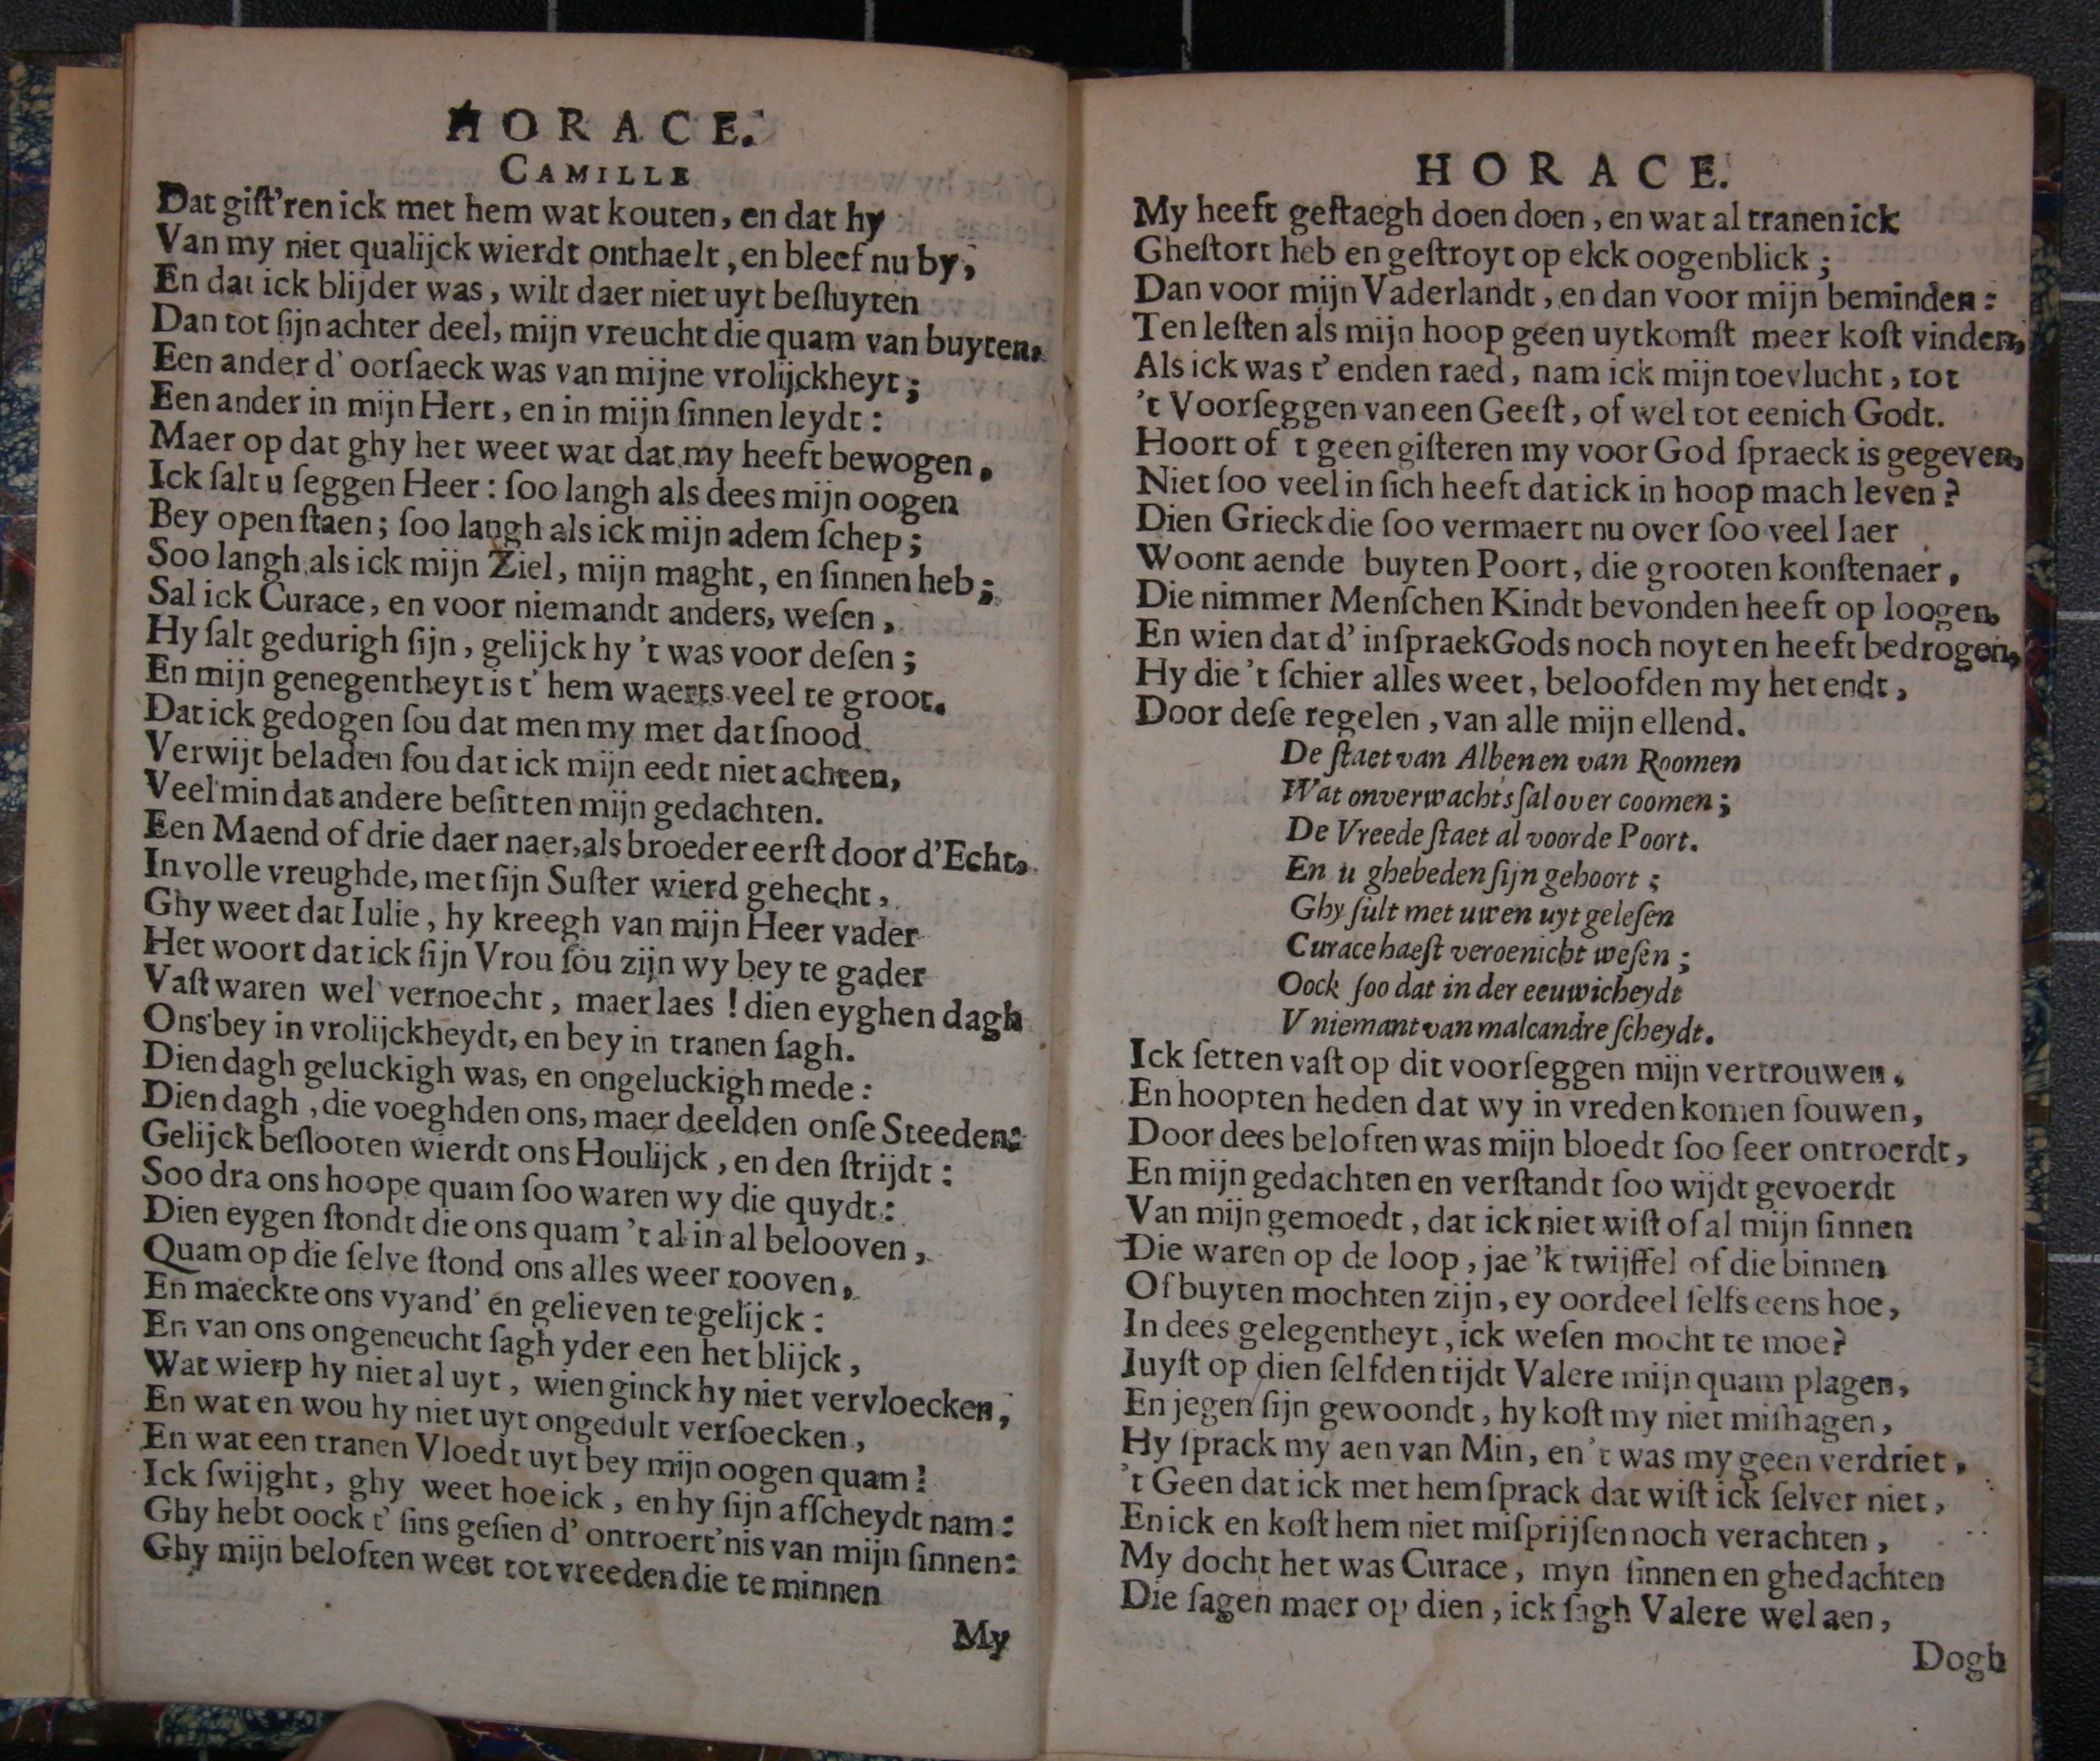 HORACE.
CAMILLE
Dat gist'ren ick met hem wat kouten, en dat hy
Van my niet qualijck wierdt onthaelt, en bleef nu by,
En dat ick blijder was, wilt daer niet uyt besluyten
Dan tot sijn achter deel, mijn vreucht die quam van buyten,
Een ander d' oorsaeck was van mijne vrolijckheyt;
Een ander in mijn Hert, en in mijn sinnen leydt:
Maer op dat ghy het weet wat dat my heeft bewogen.
Ick salt u seggen Heer: soo langh als dees mijn oogen
Bey open staen; soo langh als ick mijn adem schep;
Soo langh als ick mijn Ziel, mijn maght, en sinnen heb;
Sal ick Curace, en voor niemandt anders, wesen,
Hy salt gedurigh sijn, gelijck hy 't was voor desen;
En mijn genegentheyt is t' hem waerts veel te groot.
Dat ick gedogen sou dat men my met dat snood
Verwijt beladen sou dat ick mijn eedt niet achten,
Veel min dat andere besitten mijn gedachten.
Een Maend of drie daer naer, als broeder eerst door d'Echt,
In volle vreughde, met sijn Suster wierd gehecht,
Ghy weet dat Iulie, hy kreegh van mijn Heer vader
Het woort dat ick sijn Vrou sou zijn wy bey te gader
Vast waren wel vernoecht, maer laes ! dien eyghen dagh
Ons bey in vrolijckheydt, en bey in tranen sagh.
Dien dagh geluckigh was, en ongeluckigh mede:
Dien dagh, die voeghden ons, maer deelden onse Steeden:
Gelijck beslooten wierdt ons Houlijck, en den strijdt:
Soo dra ons hoope quam soo waren wy die quydt:
Dien eygen stondt die ons quam 't al in al belooven,
Quam op die selve stond ons alles weer rooven,
En maeckte ons vyand' en gelieven te gelijck:
En van ons ongeneucht sagh yder een het blijck,
Wat wierp hy niet al uyt, wien ginck hy niet vervloecken,
En wat en wou hy niet uyt ongedult versoecken,
En wat een tranen Vloedt uyt bey mijn oogen quam!
Ick swijght, ghy weet hoe ick, en hy sijn afscheydt nam:
Ghy hebt oock t' sins gesien d' ontroert'nis van mijn sinnen:
Ghy mijn beloften weet tot vreeden die te minnen
My
HORACE.
My heeft gestaegh doen doen, en wat al tranen ick
Ghestort heb en gestroyt op elck oogenblick;
Dan voor mijn Vaderlandt, en dan voor mijn beminden:
Ten lesten als mijn hoop geen uytkomst meer kost vinden,
Als ick was t' enden raed, nam ick mijn toevlucht, tot
't Voorseggen van een Geest, of wel tot eenich Godt.
Hoort of t geen gisteren my voor God spraeck is gegeven,
Niet soo veel in sich heeft dat ick in hoop mach leven?
Dien Grieck die soo vermaert nu over soo veel Iaer
Woont aende buyten Poort, die grooten konstenaer,
Die nimmer Menschen Kindt bevonden heeft op loogen,
En wien dat d' inspraek Gods noch noyt en heeft bedrogen,
Hy die 't schier alles weet, beloofden my het endt,
Door dese regelen, van alle mijn ellend.
De staet van Alben en van Roomen
Wat onverwachts sal over coomen;
De Vreede staet al voor de Poort.
En u ghebeden sijn gehoort;
Ghy sult met uwen uyt gelesen
Curace haest veroenicht wesen;
Oock soo dat in der eeuwicheydt
V niemant van malcandre scheydt.
Ick setten vast op dit voorseggen mijn vertrouwen,
En hoopten heden dat wy in vreden komen souwen,
Door dees beloften was mijn bloedt soo seer ontroerdt,
En mijn gedachten en verstandt soo wijdt gevoerdt
Van mijn gemoedt, dat ick niet wist of al mijn sinnen
Die waren op de loop, jae 'k twijffel of die binnen
Of buyten mochten zijn, ey oordeel selfs eens hoe,
In dees gelegentheyt, ick wesen mocht te moe?
Iuyst op dien selfden tijdt Valere mijn quam plagen,
En jegen sijn gewoondt, hy kost my niet mishagen,
Hy sprack my aen van Min, en 't was my geen verdriet,
't Geen dat ick met hem sprack dat wist ick selver niet,
En ick en kost hem niet misprijsen noch verachten,
My docht het was Curace, myn sinnen en ghedachten
Die sagen maer op dien, ick sagh Valere wel aen,
Dogh